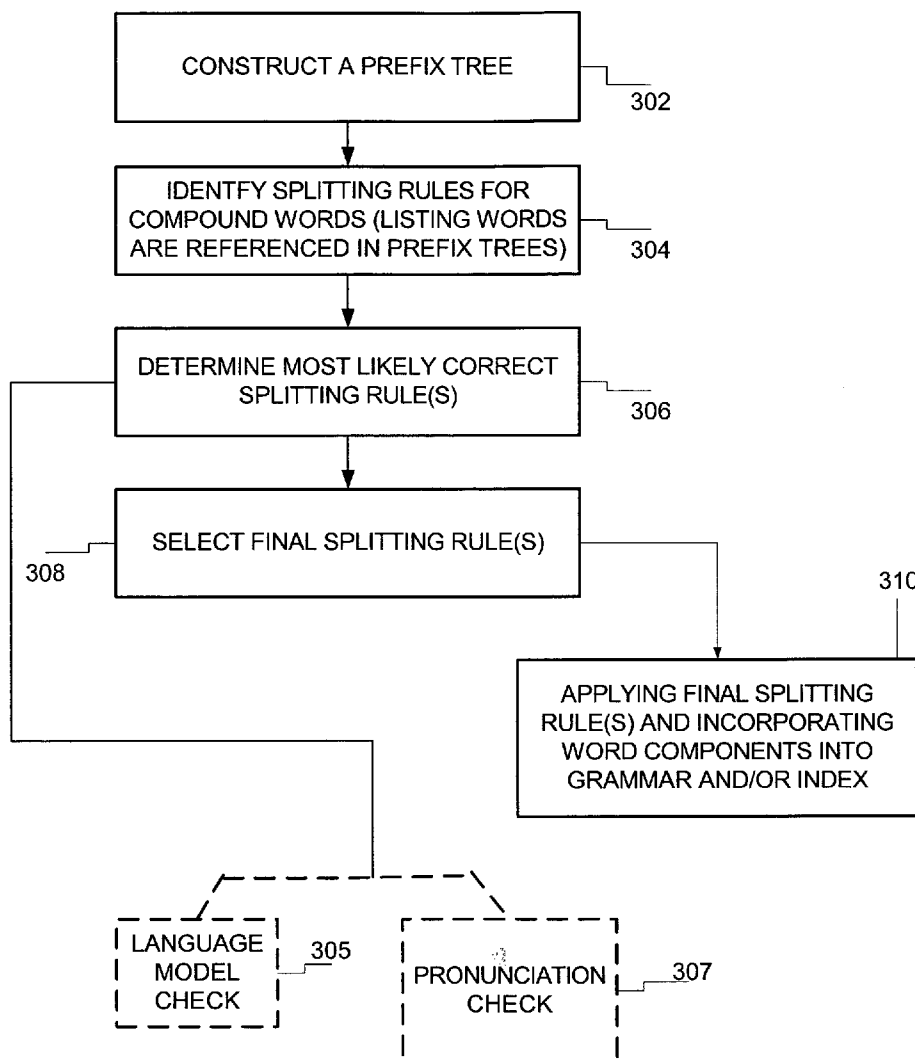 CONSTRUCT A PREFIX TREE
302
IDENTFY SPLITTING RULES FOR
COMPOUND WORDS (LISTING WORDS
ARE REFERENCED IN PREFIX TREES)
304
DETERMINE MOST LIKELY CORRECT
SPLITTING RULE(S)
306
SELECT FINAL SPLITTING RULE(S)
308
310
APPLYING FINAL SPLITTING
RULE(S) AND INCORPORATING
WORD COMPONENTS INTO
GRAMMAR AND/OR INDEX
LANGUAGE
MODEL
CHECK
305
PRONUNCIATION
CHECK
307